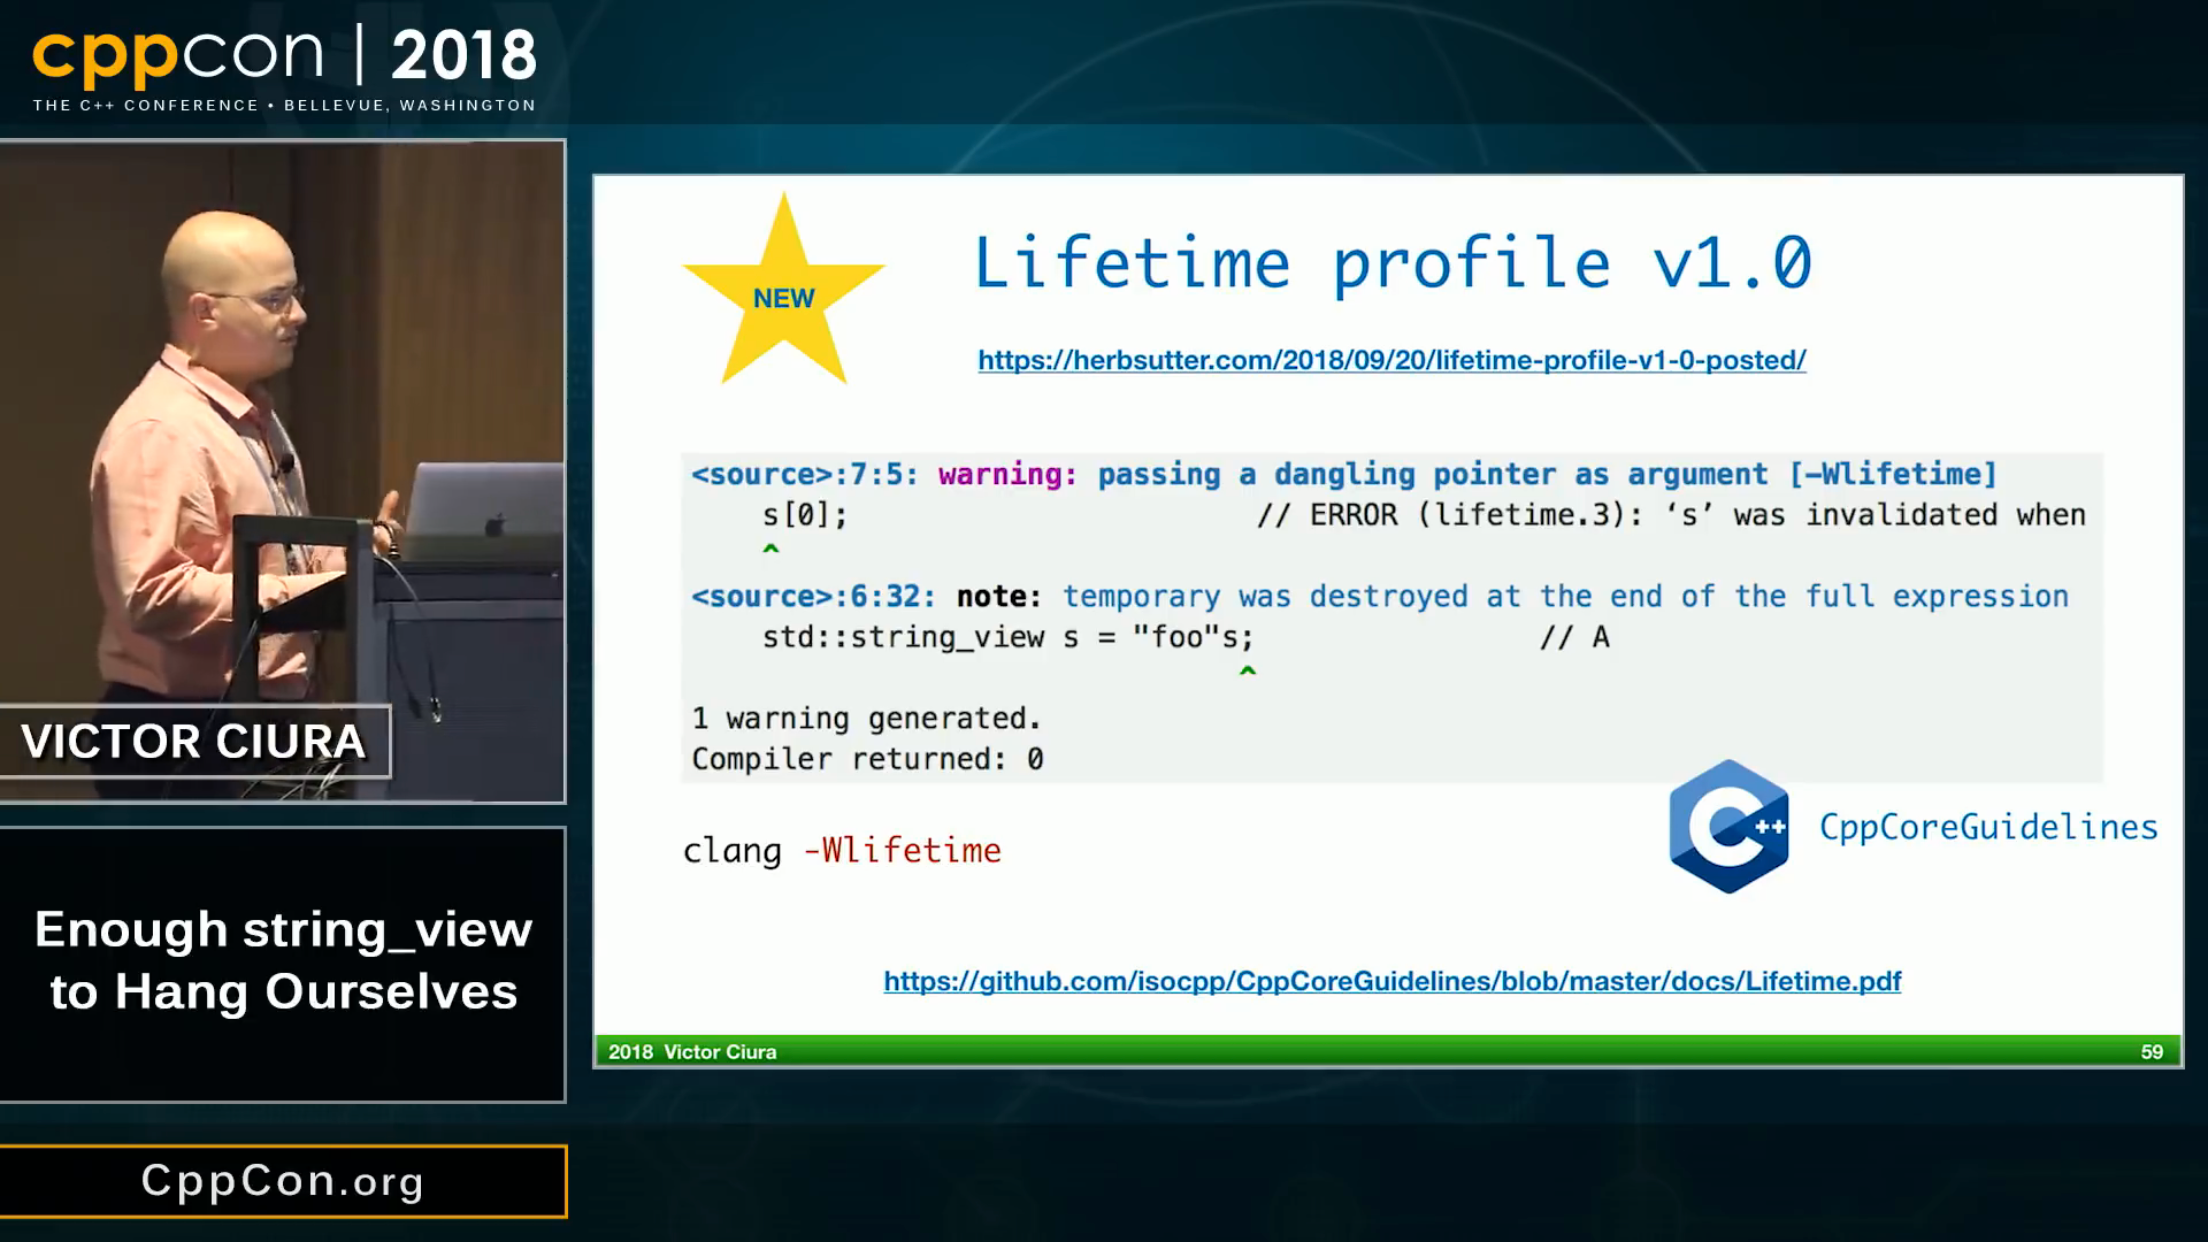 cppcon | 2018
THE C++ CONFERENCE • BELLEVUE, WASHINGTON
VICTOR CIURA
Enough string_view
to Hang Ourselves
CppCon.org
NEW
Lifetime profile v1.0
https://herbsutter.com/2018/09/20/lifetime-profile-v1-0-posted/
<source>:7:5: warning: passing a dangling pointer as argument [-Wlifetime]
s[0]; // ERROR (lifetime.3): ‘s’ was invalidated when
^
<source>:6:32: note: temporary was destroyed at the end of the full expression
std::string_view s = "foo"s; // A
^
1 warning generated.
Compiler returned: 0
clang -Wlifetime
C++
CppCoreGuidelines
https://github.com/isocpp/CppCoreGuidelines/blob/master/docs/Lifetime.pdf
2018 Victor Ciura
59